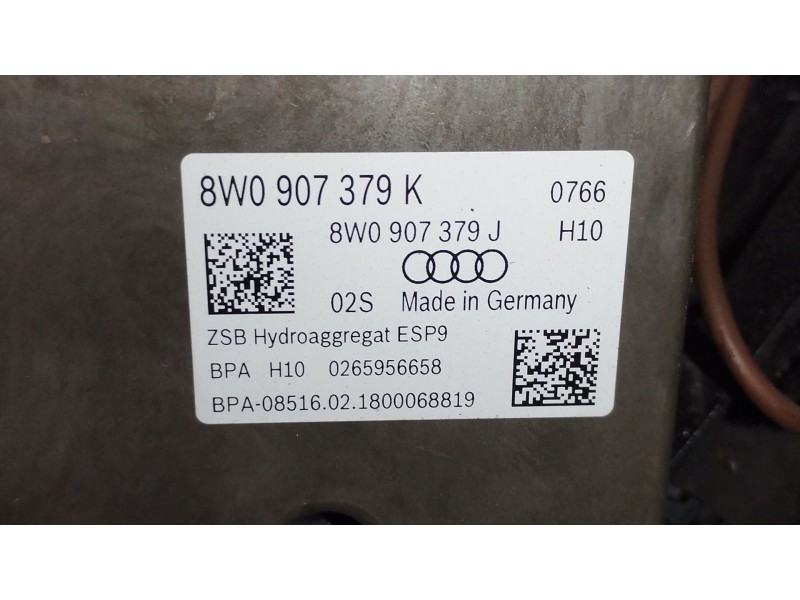 8W0 907 379 K 0766
8W0 907 379 J H10
02S Made in Germany
ZSB Hydroaggregat ESP9
BPA H10 0265956658
BPA-08516.02.1800068819